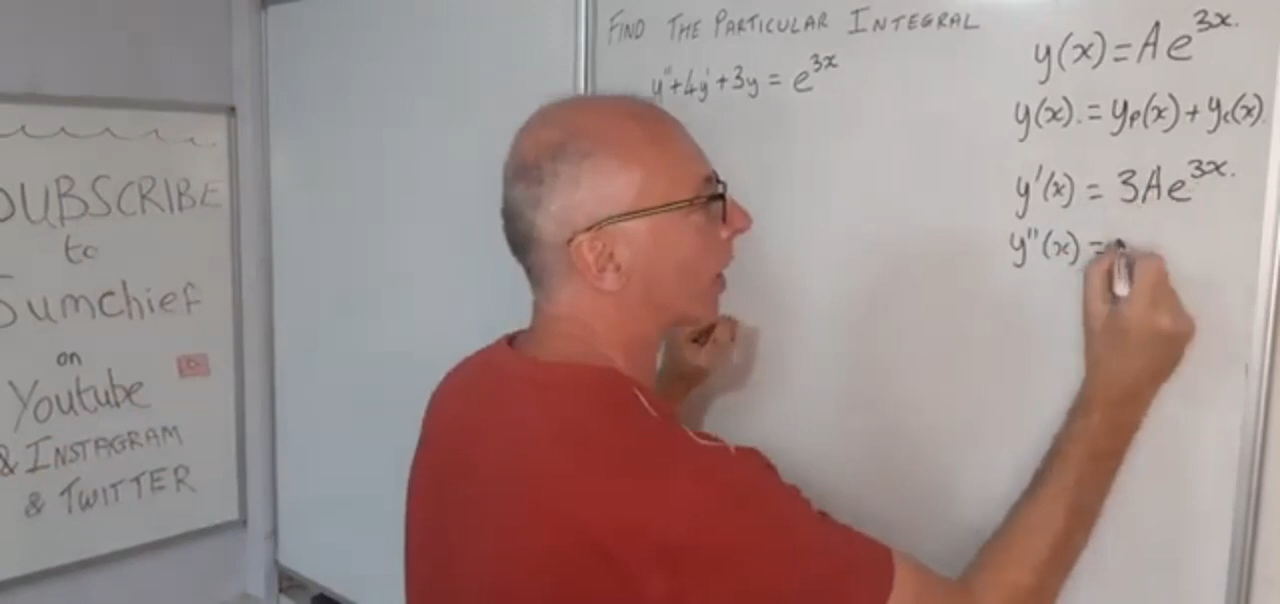 SUBSCRIBE
to
Sumchief
on
Youtube
& INSTAGRAM
& TWITTER
FIND THE PARTICULAR INTEGRAL
y"+4y'+3y = e^3x
y(x) = Ae^3x.
y(x). = yp(x) + yc(x).
y'(x) = 3Ae^3x.
y"(x) =